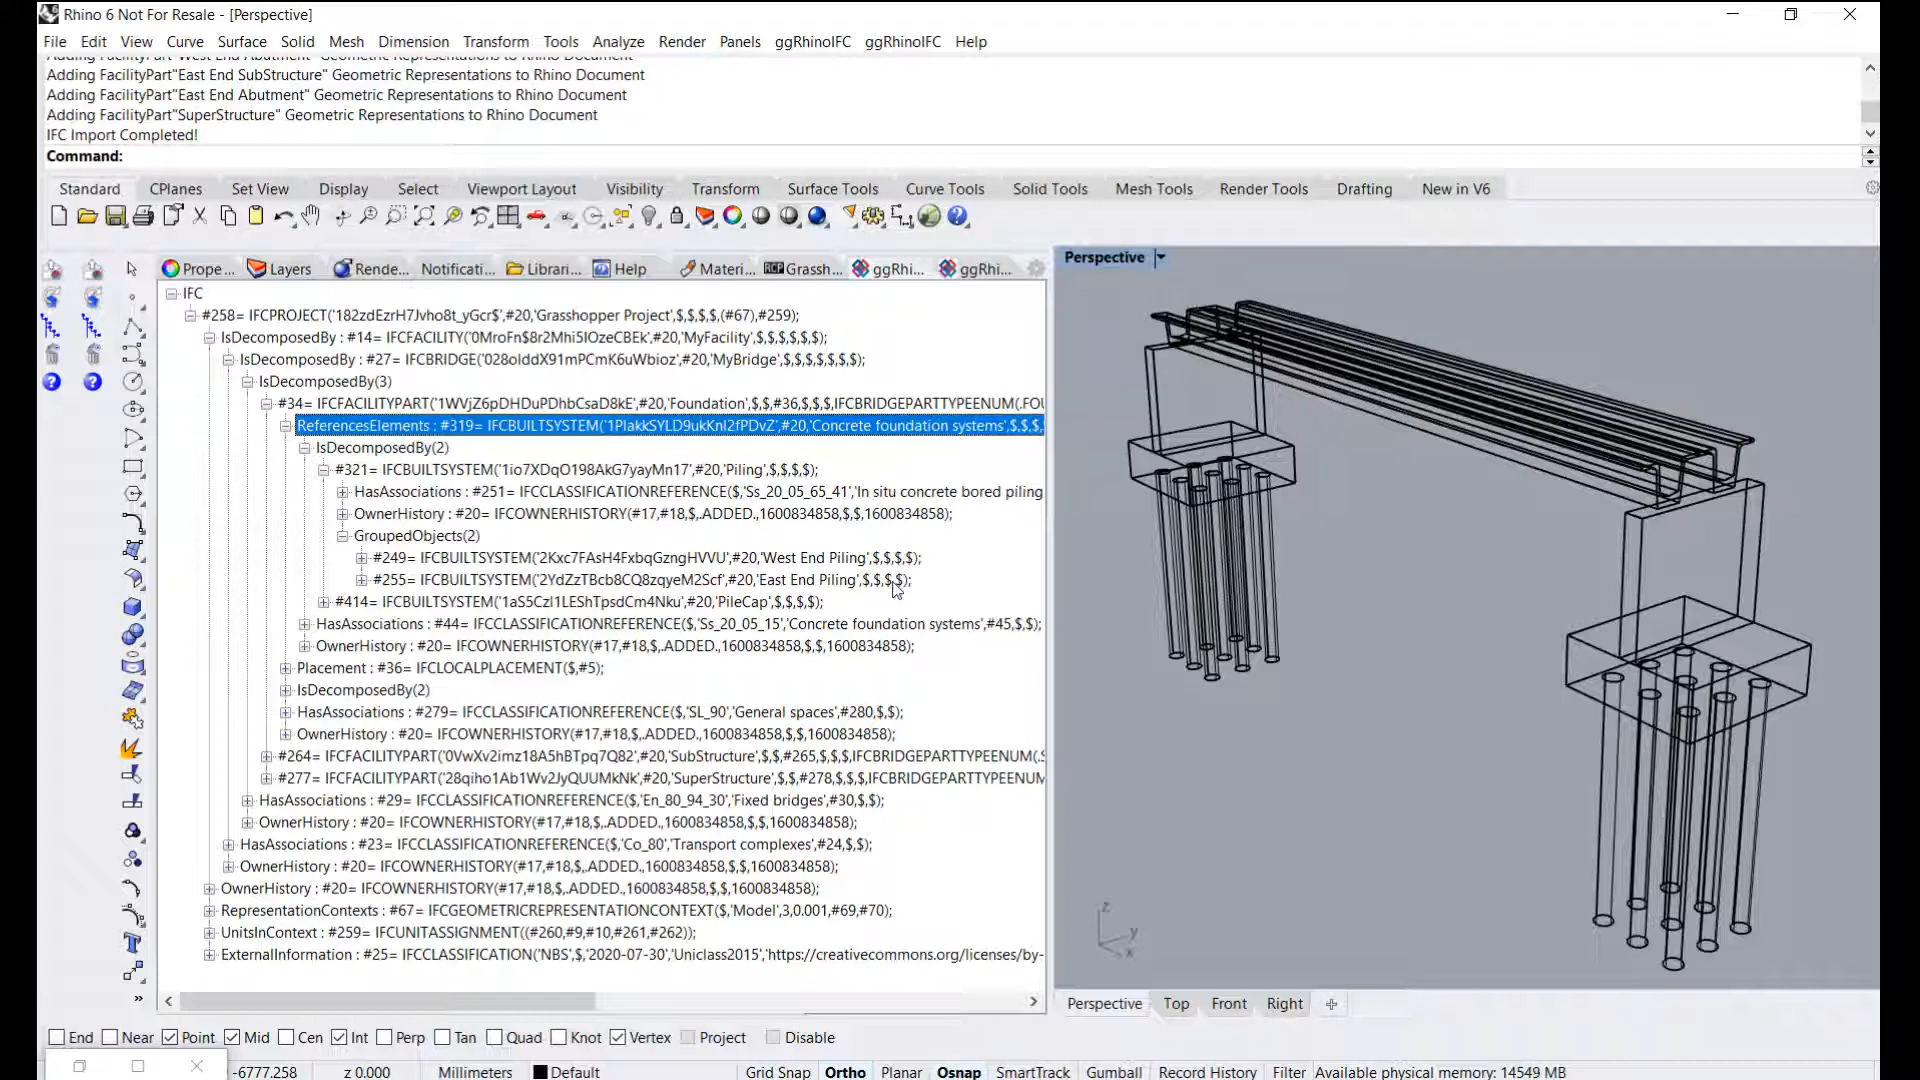 Rhino 6 Not For Resale - [Perspective]
File Edit View Curve Surface Solid Mesh Dimension Transform Tools Analyze Render Panels ggRhinoIFC ggRhinoIFC Help
Adding FacilityPart"West End Abutment" Geometric Representations to Rhino Document
Adding FacilityPart"East End SubStructure" Geometric Representations to Rhino Document
Adding FacilityPart"East End Abutment" Geometric Representations to Rhino Document
Adding FacilityPart"SuperStructure" Geometric Representations to Rhino Document
IFC Import Completed!
Command:
Standard CPlanes Set View Display Select Viewport Layout Visibility Transform Surface Tools Curve Tools Solid Tools Mesh Tools Render Tools Drafting New in V6
Prope... Layers Rende... Notificati... Librari... Help Materi... Grassh... ggRhi... ggRhi...
Perspective
IFC
#258= IFCPROJECT('182zdEzrH7Jvho8t_yGcr$',#20,'Grasshopper Project',$,$,$,$,(#67),#259);
IsDecomposedBy : #14= IFCFACILITY('0MroFn$8r2Mhi5IOzeCBEk',#20,'MyFacility',$,$,$,$,$,$);
IsDecomposedBy : #27= IFCBRIDGE('028oIddX91mPCmK6uWbioz',#20,'MyBridge',$,$,$,$,$,$,$);
IsDecomposedBy(3)
#34= IFCFACILITYPART('1WVjZ6pDHDuPDhbCsaD8kE',#20,'Foundation',$,$,#36,$,$,$,IFCBRIDGEPARTTYPEENUM(.FOU
ReferencesElements : #319= IFCBUILTSYSTEM('1PlakkSYLD9ukKnI2fPDvZ',#20,'Concrete foundation systems',$,$,$,
IsDecomposedBy(2)
#321= IFCBUILTSYSTEM('1io7XDqO198AkG7yayMn17',#20,'Piling',$,$,$,$);
HasAssociations : #251= IFCCLASSIFICATIONREFERENCE($,'Ss_20_05_65_41','In situ concrete bored piling
OwnerHistory : #20= IFCOWNERHISTORY(#17,#18,$,.ADDED.,1600834858,$,$,1600834858);
GroupedObjects(2)
#249= IFCBUILTSYSTEM('2Kxc7FAsH4FxbqGzngHVVU',#20,'West End Piling',$,$,$,$);
#255= IFCBUILTSYSTEM('2YdZzTBcb8CQ8zqyeM2Scf',#20,'East End Piling',$,$,$,$);
#414= IFCBUILTSYSTEM('1aS5CzI1LEShTpsdCm4Nku',#20,'PileCap',$,$,$,$);
HasAssociations : #44= IFCCLASSIFICATIONREFERENCE($,'Ss_20_05_15','Concrete foundation systems',#45,$,$);
OwnerHistory : #20= IFCOWNERHISTORY(#17,#18,$,.ADDED.,1600834858,$,$,1600834858);
Placement : #36= IFCLOCALPLACEMENT($,#5);
IsDecomposedBy(2)
HasAssociations : #279= IFCCLASSIFICATIONREFERENCE($,'SL_90','General spaces',#280,$,$);
OwnerHistory : #20= IFCOWNERHISTORY(#17,#18,$,.ADDED.,1600834858,$,$,1600834858);
#264= IFCFACILITYPART('0VwXv2imz18A5hBTpq7Q82',#20,'SubStructure',$,$,#265,$,$,$,IFCBRIDGEPARTTYPEENUM(.S
#277= IFCFACILITYPART('28qiho1Ab1Wv2JyQUUMkNk',#20,'SuperStructure',$,$,#278,$,$,$,IFCBRIDGEPARTTYPEENUM
HasAssociations : #29= IFCCLASSIFICATIONREFERENCE($,'En_80_94_30','Fixed bridges',#30,$,$);
OwnerHistory : #20= IFCOWNERHISTORY(#17,#18,$,.ADDED.,1600834858,$,$,1600834858);
HasAssociations : #23= IFCCLASSIFICATIONREFERENCE($,'Co_80','Transport complexes',#24,$,$);
OwnerHistory : #20= IFCOWNERHISTORY(#17,#18,$,.ADDED.,1600834858,$,$,1600834858);
OwnerHistory : #20= IFCOWNERHISTORY(#17,#18,$,.ADDED.,1600834858,$,$,1600834858);
RepresentationContexts : #67= IFCGEOMETRICREPRESENTATIONCONTEXT($,'Model',3,0.001,#69,#70);
UnitsInContext : #259= IFCUNITASSIGNMENT((#260,#9,#10,#261,#262));
ExternalInformation : #25= IFCCLASSIFICATION('NBS',$,'2020-07-30','Uniclass2015','https://creativecommons.org/licenses/by-
z
y
x
Perspective Top Front Right
End Near Point Mid Cen Int Perp Tan Quad Knot Vertex Project Disable
-6777.258 z 0.000 Millimeters Default Grid Snap Ortho Planar Osnap SmartTrack Gumball Record History Filter Available physical memory: 14549 MB